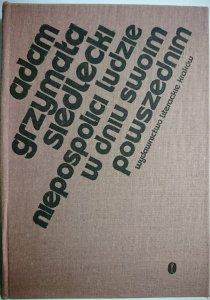 adam
grzymała
siedlecki
niepospolici ludzie
w dniu swoim
powszednim
wydawnictwo literackie kraków